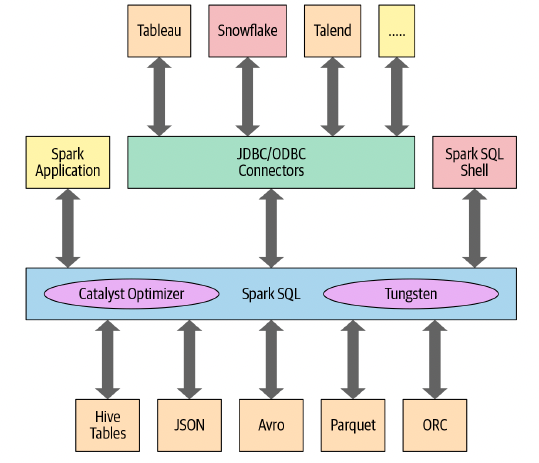 Tableau
Snowflake
Talend
.....
Spark
Application
JDBC/ODBC
Connectors
Spark SQL
Shell
Catalyst Optimizer
Spark SQL
Tungsten
Hive
Tables
JSON
Avro
Parquet
ORC